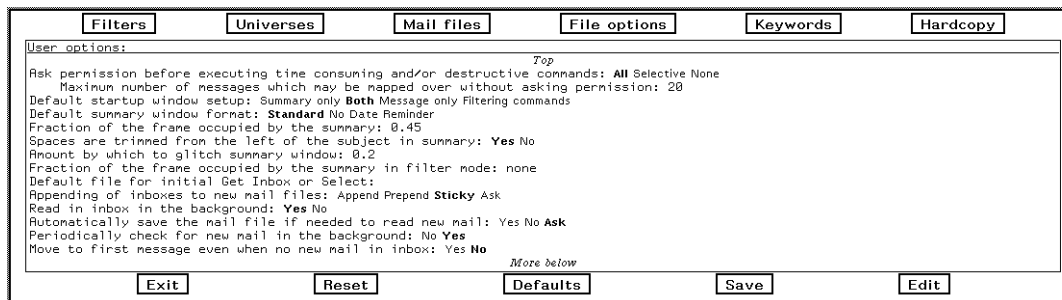 Filters Universes Mail files File options Keywords Hardcopy
User options:
Top
Ask permission before executing time consuming and/or destructive commands: All Selective None
Maximum number of messages which may be mapped over without asking permission: 20
Default startup window setup: Summary only Both Message only Filtering commands
Default summary window format: Standard No Date Reminder
Fraction of the frame occupied by the summary: 0.45
Spaces are trimmed from the left of the subject in summary: Yes No
Amount by which to glitch summary window: 0.2
Fraction of the frame occupied by the summary in filter mode: none
Default file for initial Get Inbox or Select:
Appending of inboxes to new mail files: Append Prepend Sticky Ask
Read in inbox in the background: Yes No
Automatically save the mail file if needed to read new mail: Yes No Ask
Periodically check for new mail in the background: No Yes
Move to first message even when no new mail in inbox: Yes No
More below
Exit Reset Defaults Save Edit